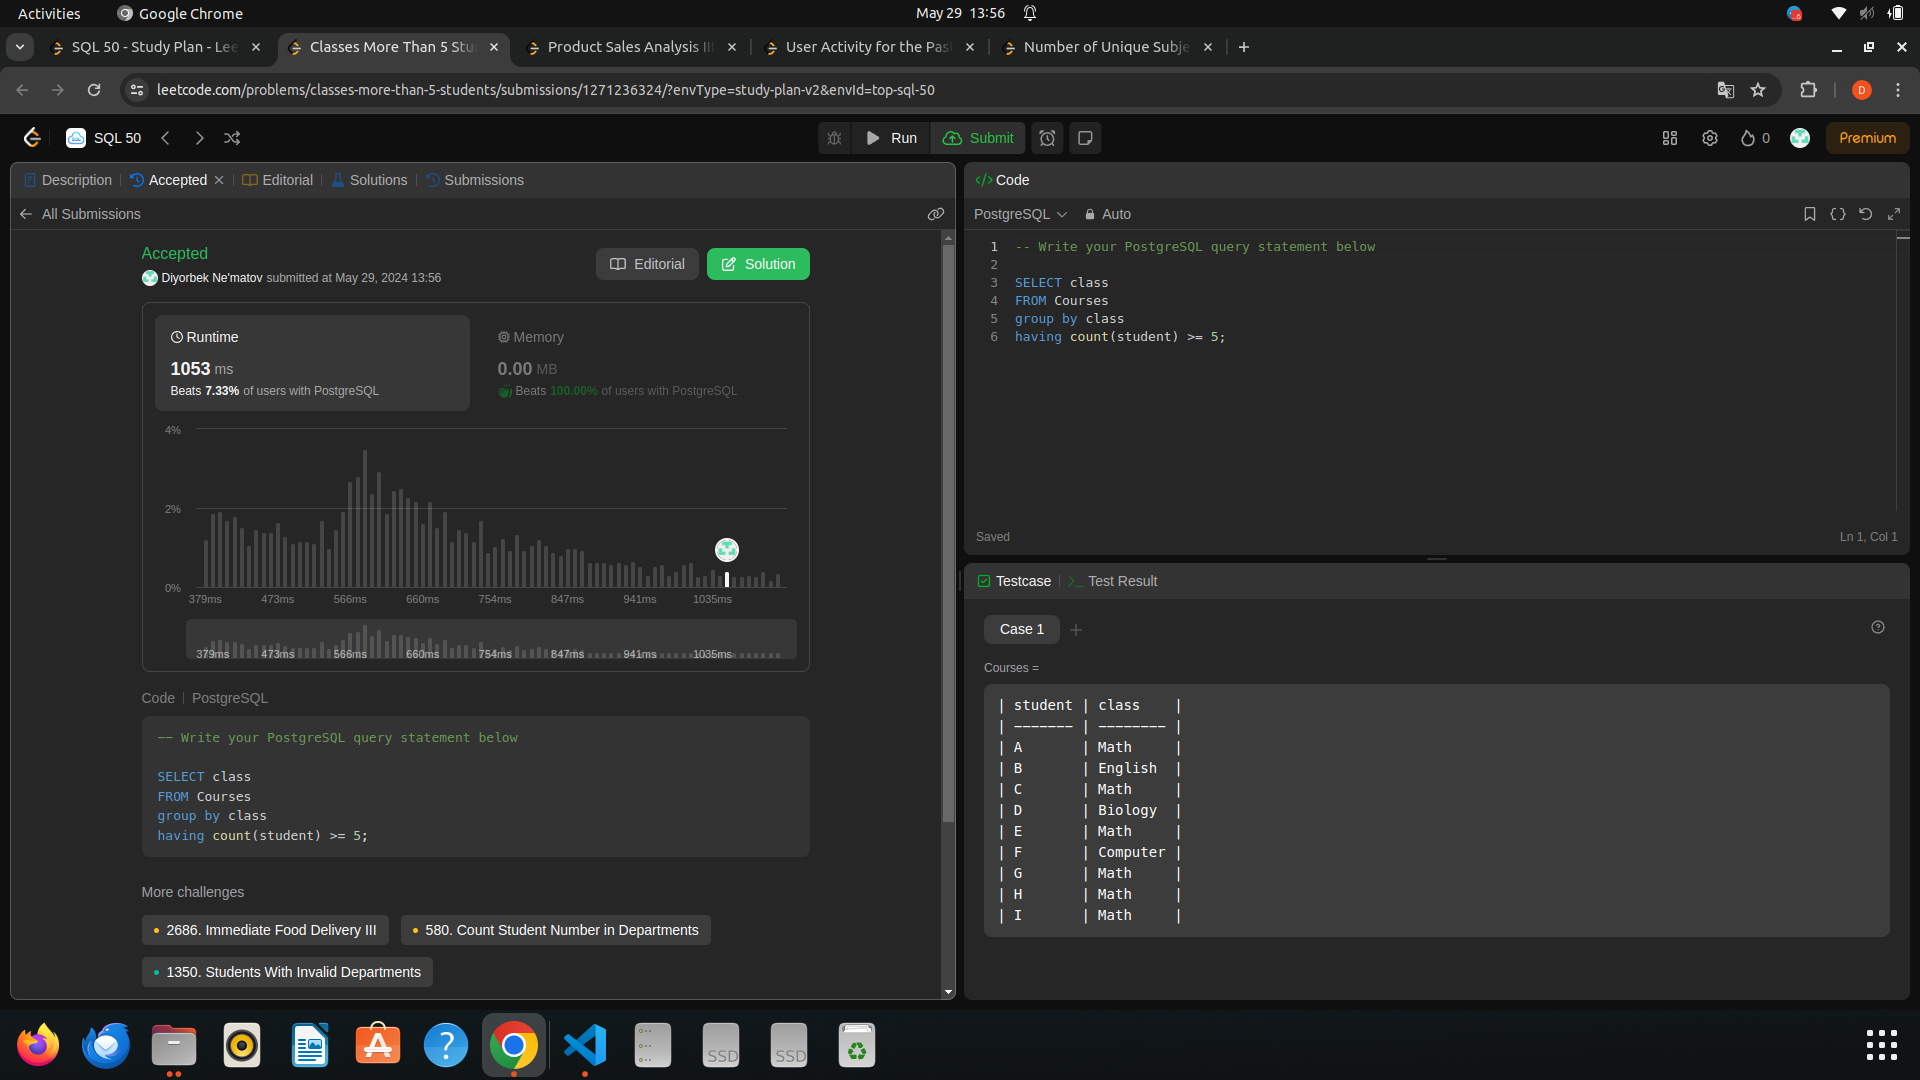 Activities
Google Chrome
May 29 13:56
SQL 50 - Study Plan - Lee
Classes More Than 5 Stu
Product Sales Analysis III
User Activity for the Pas
Number of Unique Subje
leetcode.com/problems/classes-more-than-5-students/submissions/1271236324/?envType=study-plan-v2&envId=top-sql-50
D
SQL 50
Run
Submit
0
Premium
Description
Accepted
Editorial
Solutions
Submissions
All Submissions
Accepted
Diyorbek Ne'matov submitted at May 29, 2024 13:56
Editorial
Solution
Runtime
1053 ms
Beats 7.33% of users with PostgreSQL
Memory
0.00 MB
Beats 100.00% of users with PostgreSQL
4%
2%
0%
379ms 473ms 566ms 660ms 754ms 847ms 941ms 1035ms
379ms 473ms 566ms 660ms 754ms 847ms 941ms 1035ms
Code | PostgreSQL
-- Write your PostgreSQL query statement below
SELECT class
FROM Courses
group by class
having count(student) >= 5;
More challenges
2686. Immediate Food Delivery III
580. Count Student Number in Departments
1350. Students With Invalid Departments
</> Code
PostgreSQL
Auto
1 -- Write your PostgreSQL query statement below
2
3 SELECT class
4 FROM Courses
5 group by class
6 having count(student) >= 5;
Saved
Ln 1, Col 1
Testcase
Test Result
Case 1
Courses =
| student | class    |
| ------- | -------- |
| A       | Math     |
| B       | English  |
| C       | Math     |
| D       | Biology  |
| E       | Math     |
| F       | Computer |
| G       | Math     |
| H       | Math     |
| I       | Math     |
SSD
SSD